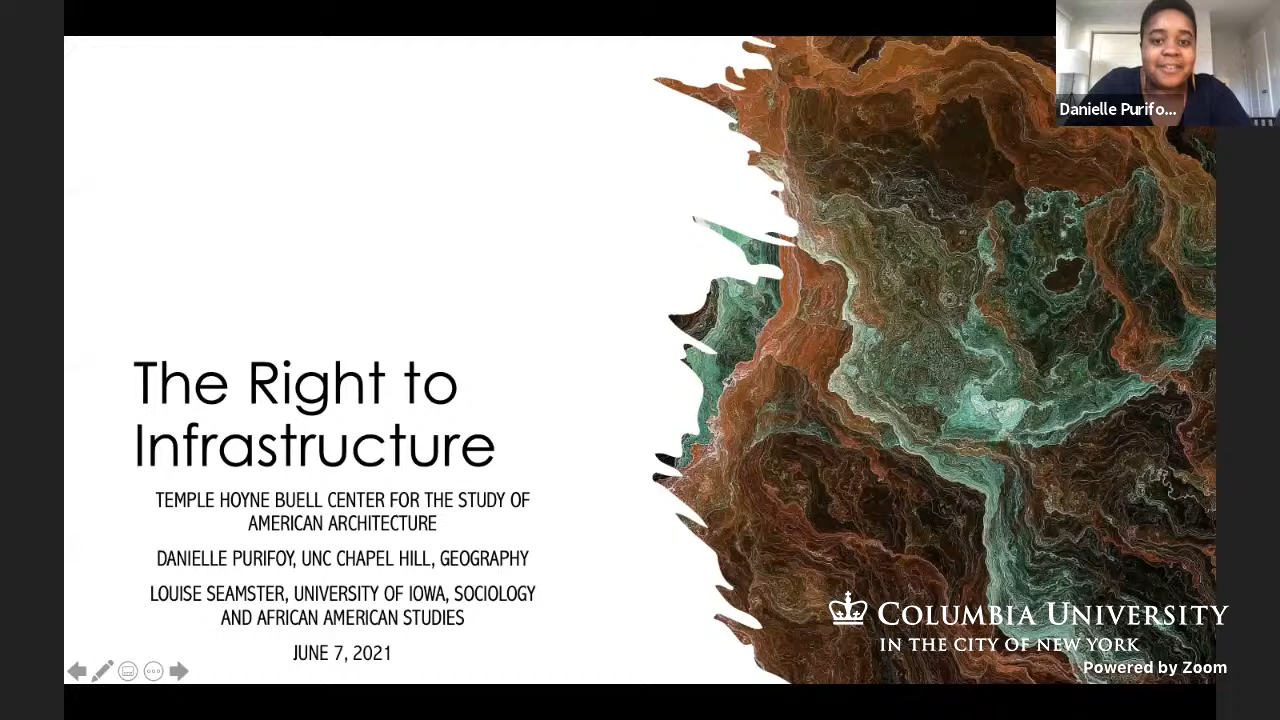 Danielle Purifo...
The Right to
Infrastructure
TEMPLE HOYNE BUELL CENTER FOR THE STUDY OF
AMERICAN ARCHITECTURE
DANIELLE PURIFOY, UNC CHAPEL HILL, GEOGRAPHY
LOUISE SEAMSTER, UNIVERSITY OF IOWA, SOCIOLOGY
AND AFRICAN AMERICAN STUDIES
JUNE 7, 2021
COLUMBIA UNIVERSITY
IN THE CITY OF NEW YORK
Powered by Zoom